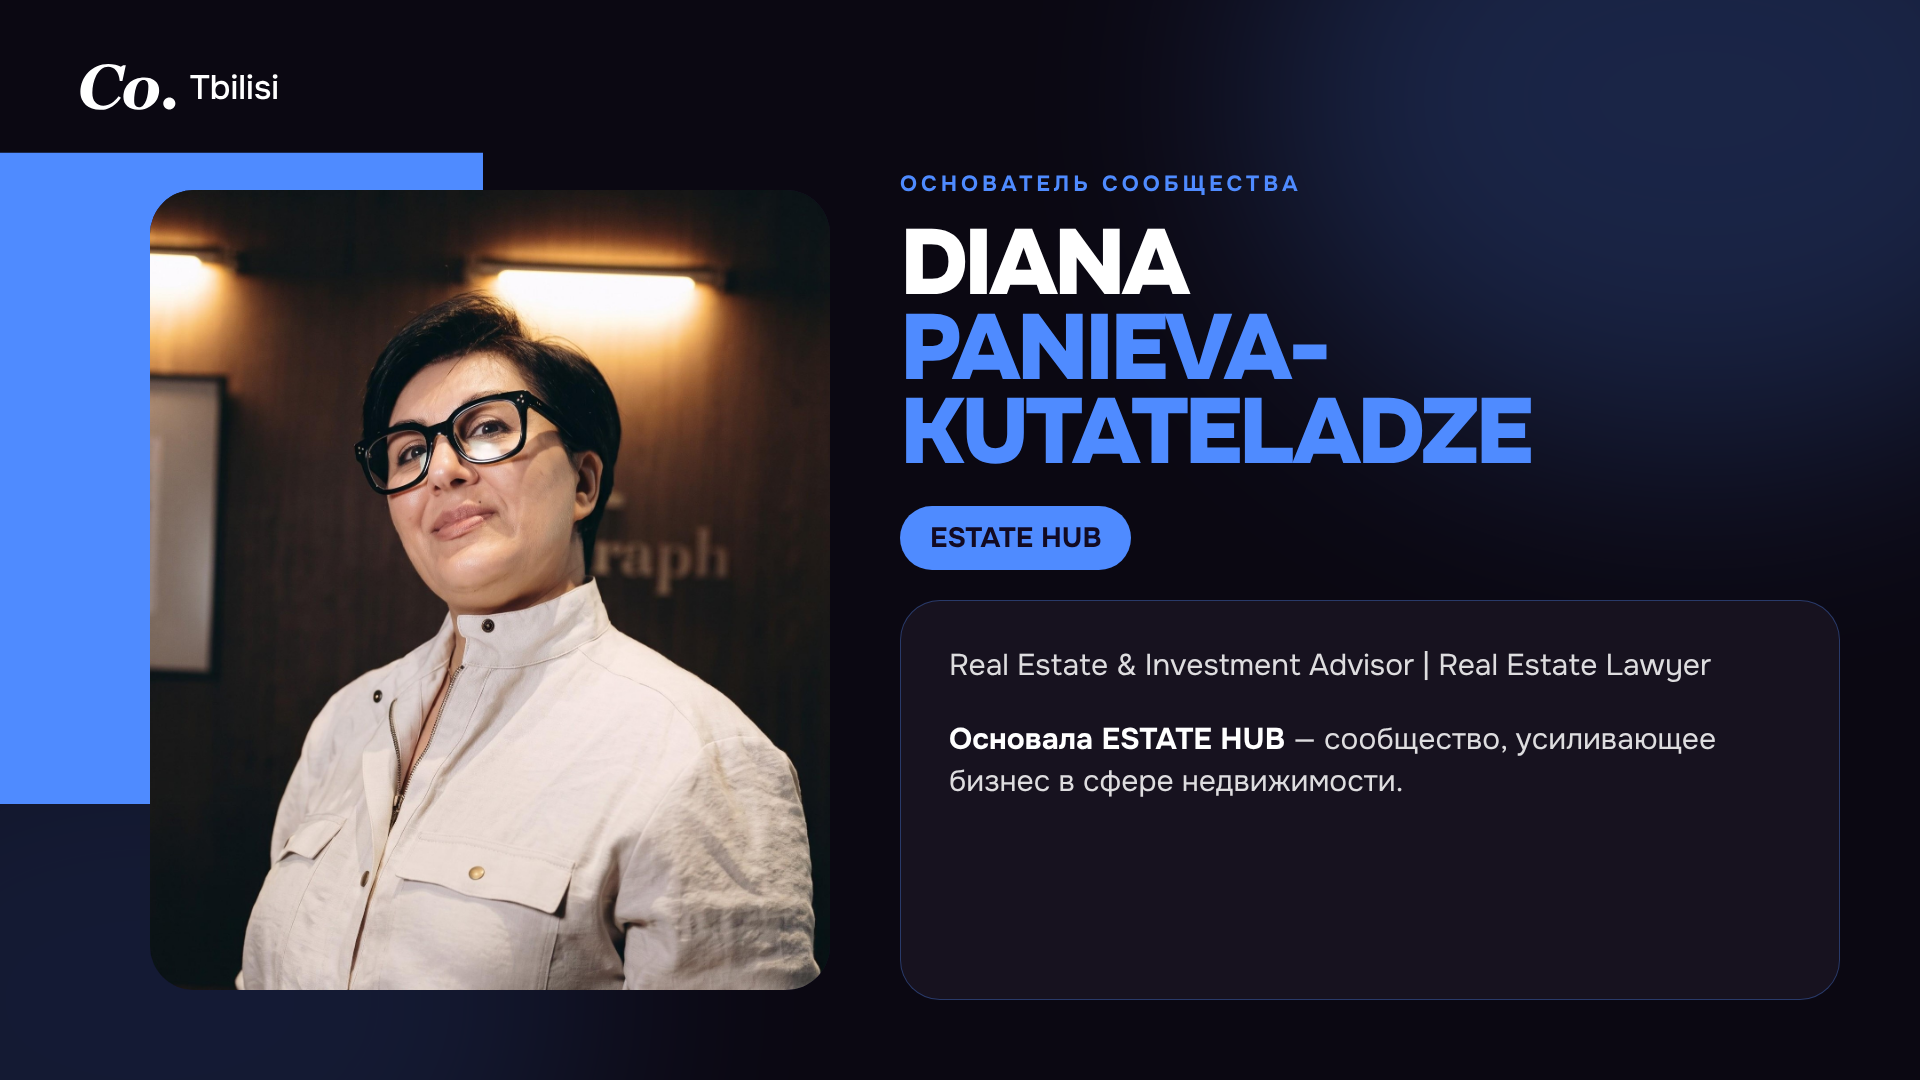 Co. Tbilisi
ОСНОВАТЕЛЬ СООБЩЕСТВА
DIANA
PANIEVA-
KUTATELADZE
ESTATE HUB
raph
Real Estate & Investment Advisor | Real Estate Lawyer
Основала ESTATE HUB — сообщество, усиливающее
бизнес в сфере недвижимости.